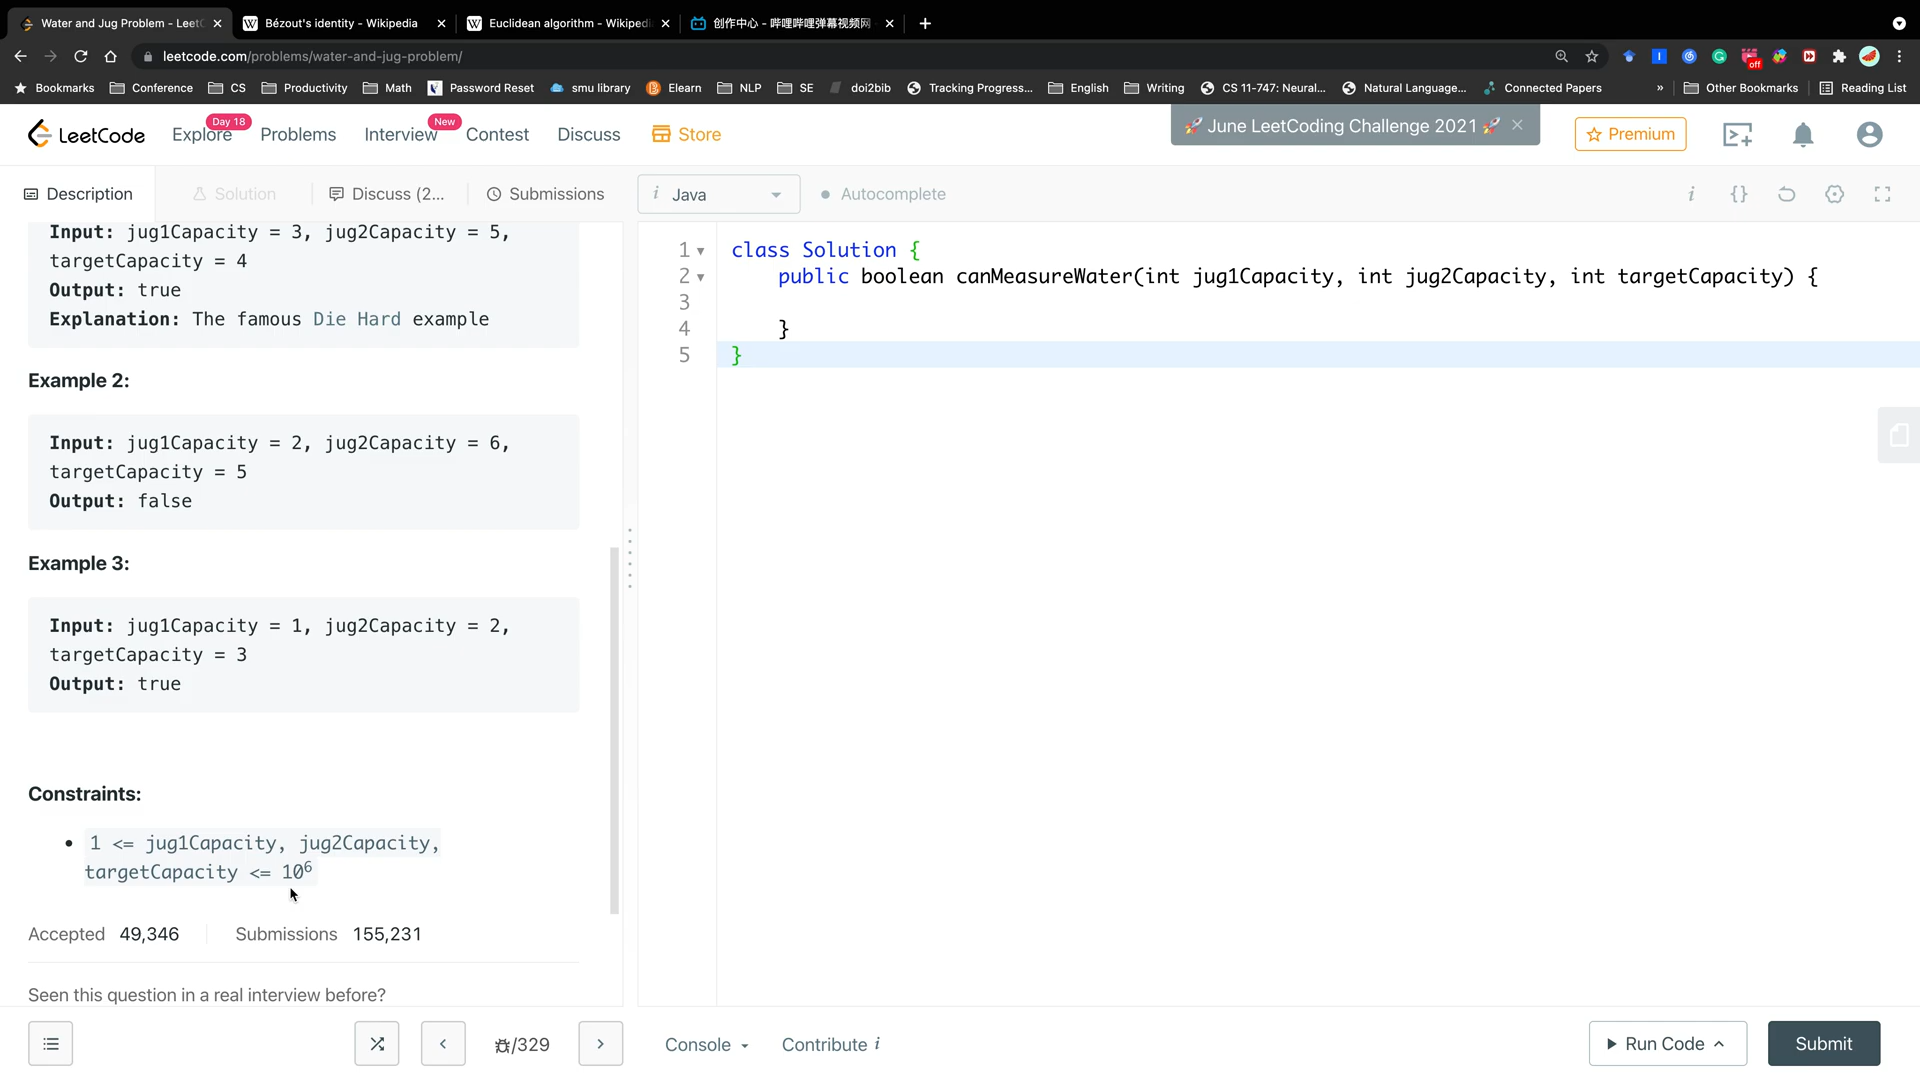 Water and Jug Problem - LeetC
Bézout's identity - Wikipedia
Euclidean algorithm - Wikipedi
创作中心 - 哔哩哔哩弹幕视频网
leetcode.com/problems/water-and-jug-problem/
off
Bookmarks
Conference
CS
Productivity
Math
Password Reset
smu library
Elearn
NLP
SE
doi2bib
Tracking Progress...
English
Writing
CS 11-747: Neural...
Natural Language...
Connected Papers
»
Other Bookmarks
Reading List
LeetCode
Explore
Day 18
Problems
Interview
New
Contest
Discuss
Store
🚀 June LeetCoding Challenge 2021 🚀
Premium
Description
Solution
Discuss (2...
Submissions
i Java
Autocomplete
i
{}
Input: jug1Capacity = 3, jug2Capacity = 5,
targetCapacity = 4
Output: true
Explanation: The famous Die Hard example
Example 2:
Input: jug1Capacity = 2, jug2Capacity = 6,
targetCapacity = 5
Output: false
Example 3:
Input: jug1Capacity = 1, jug2Capacity = 2,
targetCapacity = 3
Output: true
Constraints:
• 1 <= jug1Capacity, jug2Capacity,
targetCapacity <= 10⁶
Accepted 49,346
Submissions 155,231
Seen this question in a real interview before?
1 class Solution {
2 public boolean canMeasureWater(int jug1Capacity, int jug2Capacity, int targetCapacity) {
3
4 }
5 }
/329
Console
Contribute i
Run Code
Submit